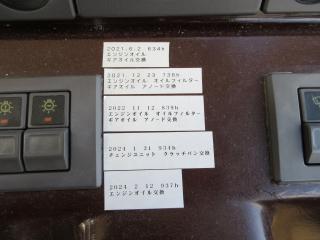 2021.6.2 634h
エンジンオイル
ギアオイル交換
2021.12 23 738h
エンジンオイル オイルフィルター
ギアオイル アノード交換
2022 11 12 839h
エンジンオイル オイルフィルター
ギアオイル アノード交換
2024 1 31 934h
チェンジユニット クラッチバン交換
2024 2 12 937h
エンジンオイル交換